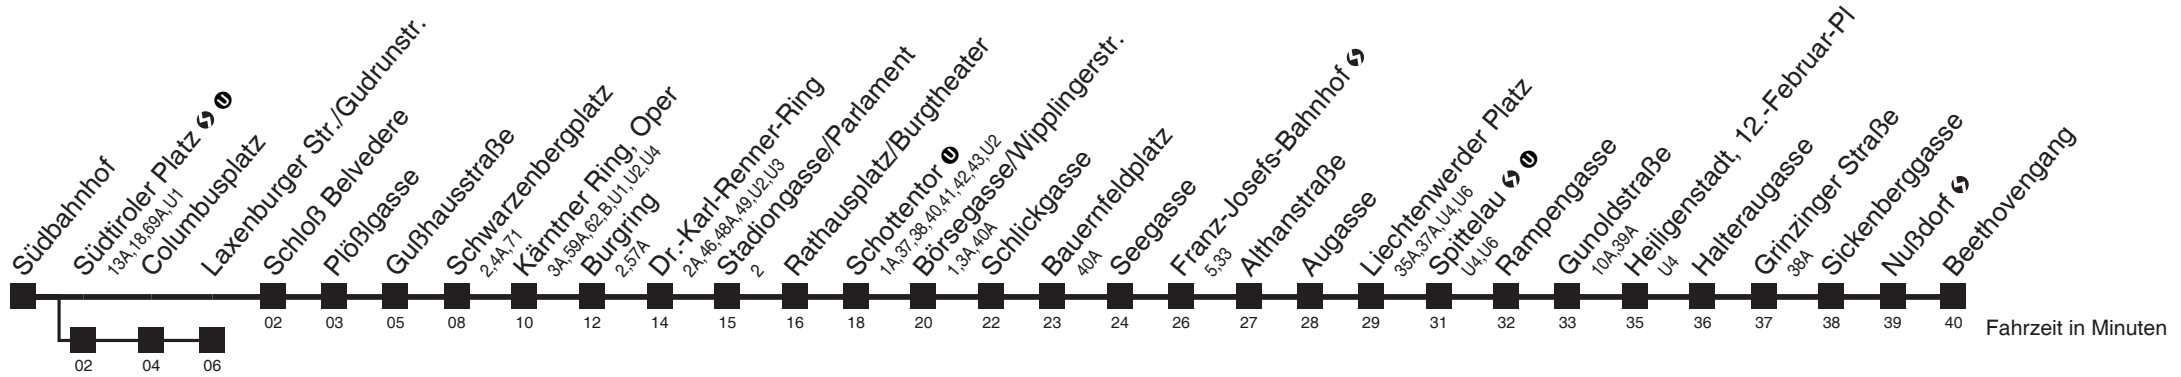 Südbahnhof
Südtiroler Platz
13A,18,69A,U1
Columbusplatz
Laxenburger Str./Gudrunstr.
Schloß Belvedere
Plößlgasse
Gußhausstraße
Schwarzenbergplatz
2,4A,71
Kärntner Ring, Oper
3A,59A,62,B,U1,U2,U4
Burgring
2,57A
Dr.-Karl-Renner-Ring
2A,46,48A,49,U2,U3
Stadiongasse/Parlament
2
Rathausplatz/Burgtheater
Schottentor U
1A,37,38,40,41,42,43,U2
Börsegasse/Wipplingerstr.
1,3A,40A
Schlickgasse
Bauernfeldplatz
40A
Seegasse
Franz-Josefs-Bahnhof
5,33
Althanstraße
Augasse
Liechtenwerder Platz
35A,37A,U4,U6
Spittelau
U4,U6
Rampengasse
Gunoldstraße
10A,39A
Heiligenstadt, 12.-Februar-Pl
U4
Halteraugasse
Grinzinger Straße
38A
Sickenberggasse
Nußdorf
Beethovengang
02 03 05 08 10 12 14 15 16 18 20 22 23 24 26 27 28 29 31 32 33 35 36 37 38 39 40
Fahrzeit in Minuten
02 04 06